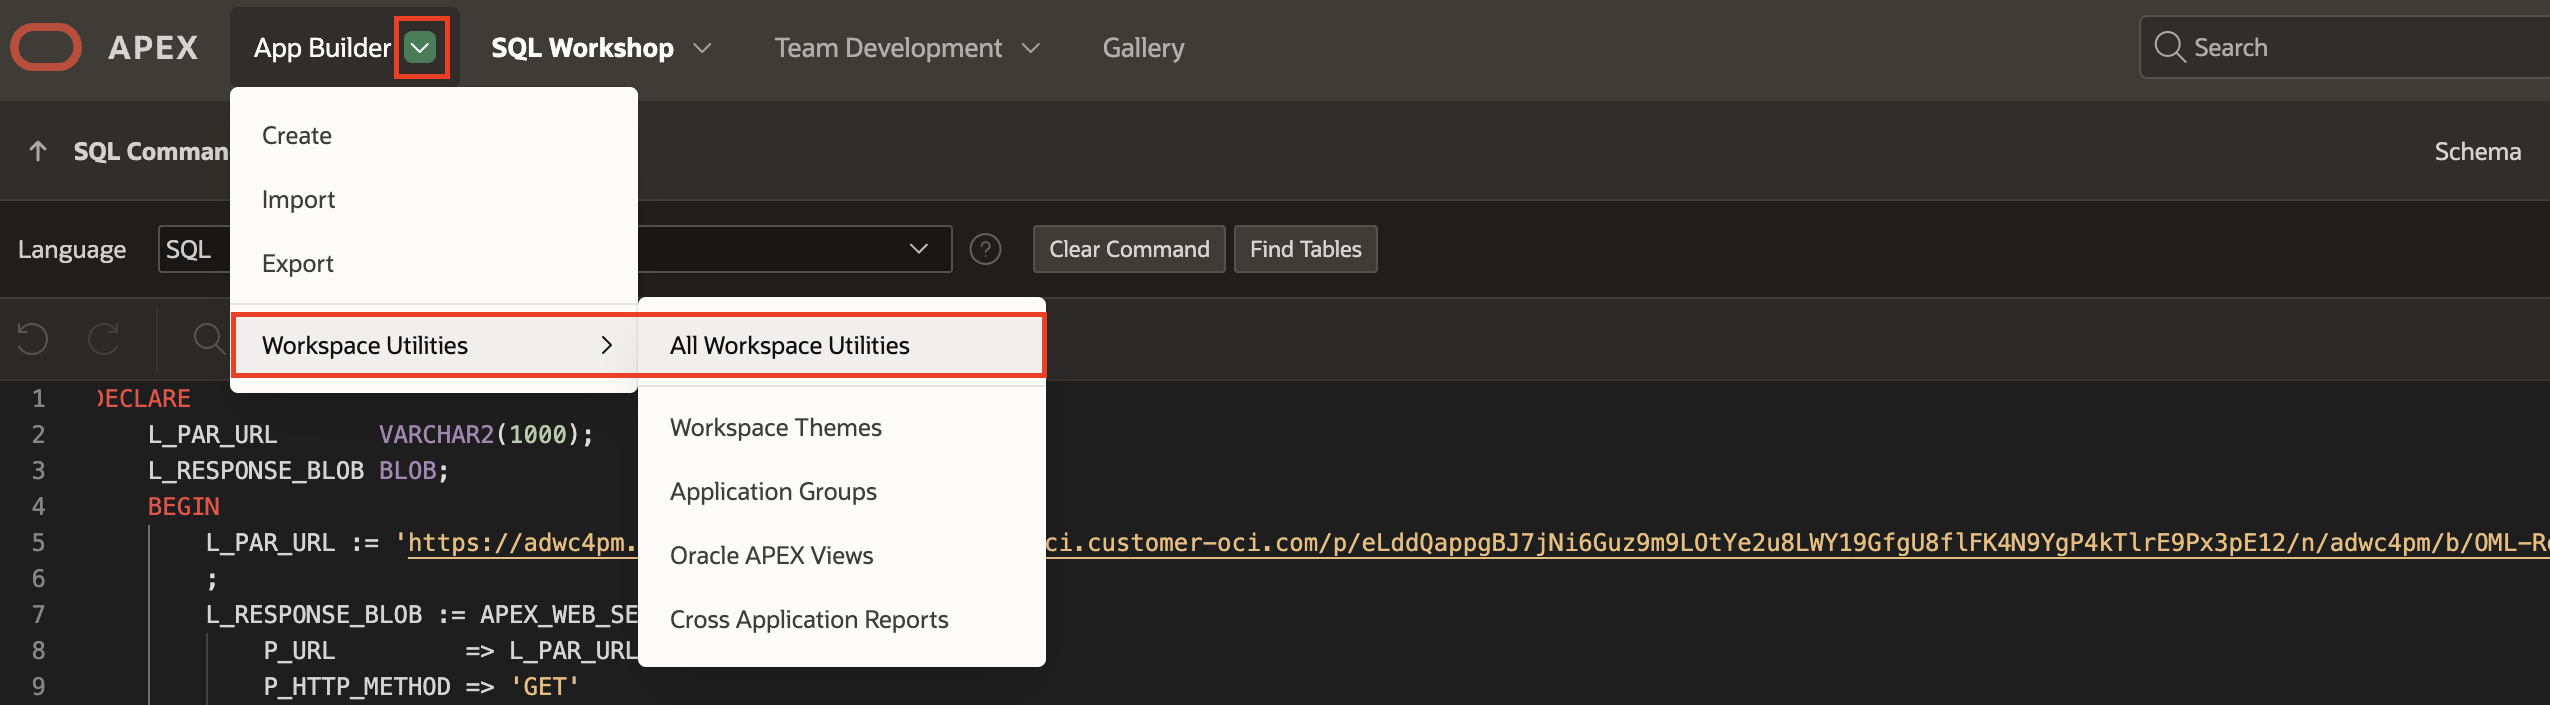 APEX App Builder SQL Workshop Team Development Gallery Search
Create
SQL Comman Schema
Import
Language SQL ? Clear Command Find Tables
Export
Workspace Utilities All Workspace Utilities
1 DECLARE
Workspace Themes
2 L_PAR_URL VARCHAR2(1000);
3 L_RESPONSE_BLOB BLOB;
Application Groups
4 BEGIN
5 L_PAR_URL := 'https://adwc4pm. ci.customer-oci.com/p/eLddQappgBJ7jNi6Guz9m9LOtYe2u8LWY19GfgU8flFK4N9YgP4kTlrE9Px3pE12/n/adwc4pm/b/OML-R
Oracle APEX Views
6 ;
7 L_RESPONSE_BLOB := APEX_WEB_SE
Cross Application Reports
8 P_URL => L_PAR_URL
9 P_HTTP_METHOD => 'GET'